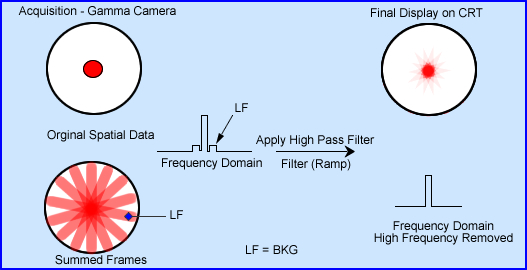 Acquisition - Gamma Camera
Final Display on CRT
LF
Orginal Spatial Data
Apply High Pass Filter
Frequency Domain
Filter (Ramp)
LF
Frequency Domain
High Frequency Removed
LF = BKG
Summed Frames